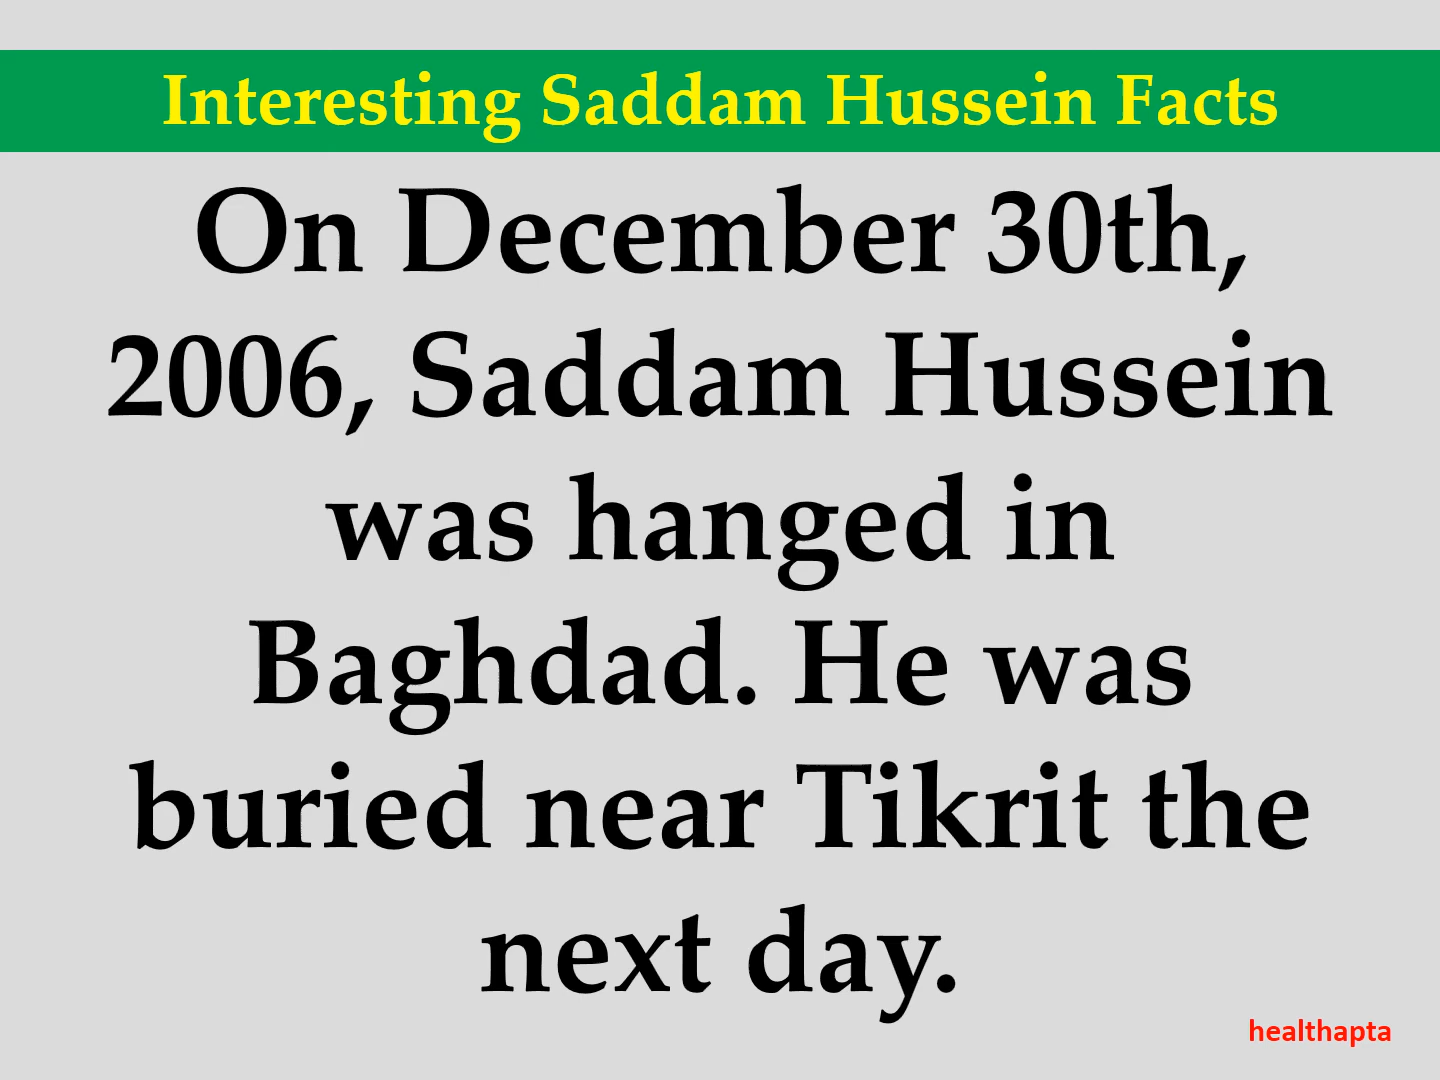 Interesting Saddam Hussein Facts
On December 30th,
2006, Saddam Hussein
was hanged in
Baghdad. He was
buried near Tikrit the
next day.
healthapta